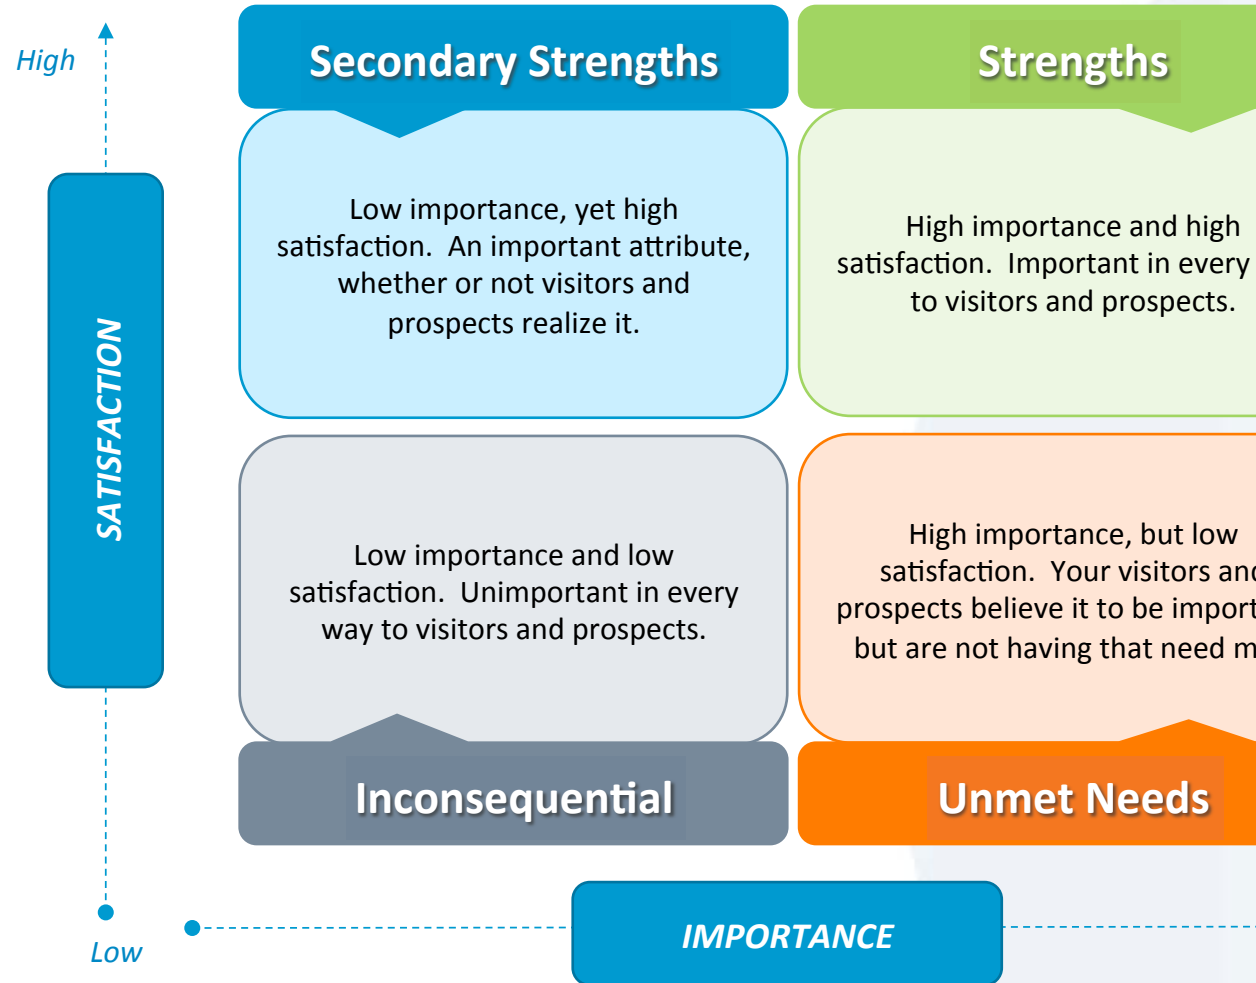 High
Secondary Strengths
Strengths
Low importance, yet high
satisfaction.  An important attribute,
whether or not visitors and
prospects realize it.
High importance and high
satisfaction.  Important in every
to visitors and prospects.
SATISFACTION
Low importance and low
satisfaction.  Unimportant in every
way to visitors and prospects.
High importance, but low
satisfaction.  Your visitors
prospects believe it to be
but are not having that need
Inconsequential
Unmet Needs
Low
IMPORTANCE